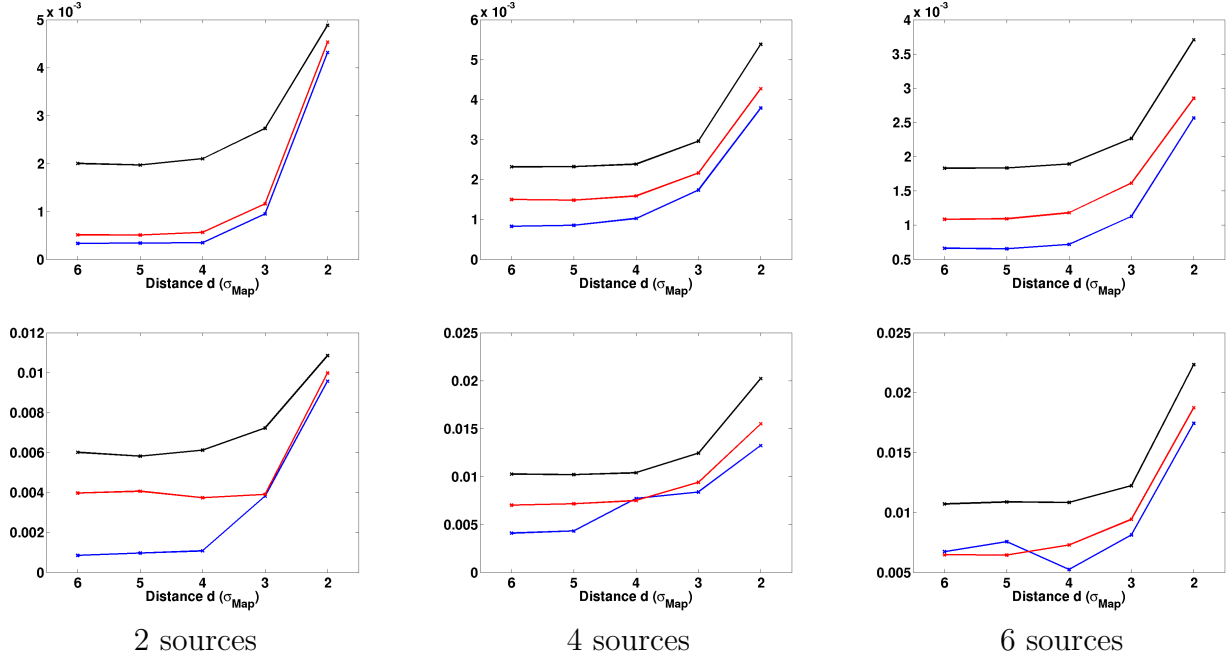 5 x 10-3
4
3
2
1
0
6 5 4 3 2
Distance d (σMap)
6 x 10-3
5
4
3
2
1
0
6 5 4 3 2
Distance d (σMap)
4 x 10-3
3.5
3
2.5
2
1.5
1
0.5
6 5 4 3 2
Distance d (σMap)
0.012
0.01
0.008
0.006
0.004
0.002
0
6 5 4 3 2
Distance d (σMap)
0.025
0.02
0.015
0.01
0.005
0
6 5 4 3 2
Distance d (σMap)
0.025
0.02
0.015
0.01
0.005
6 5 4 3 2
Distance d (σMap)
2 sources
4 sources
6 sources